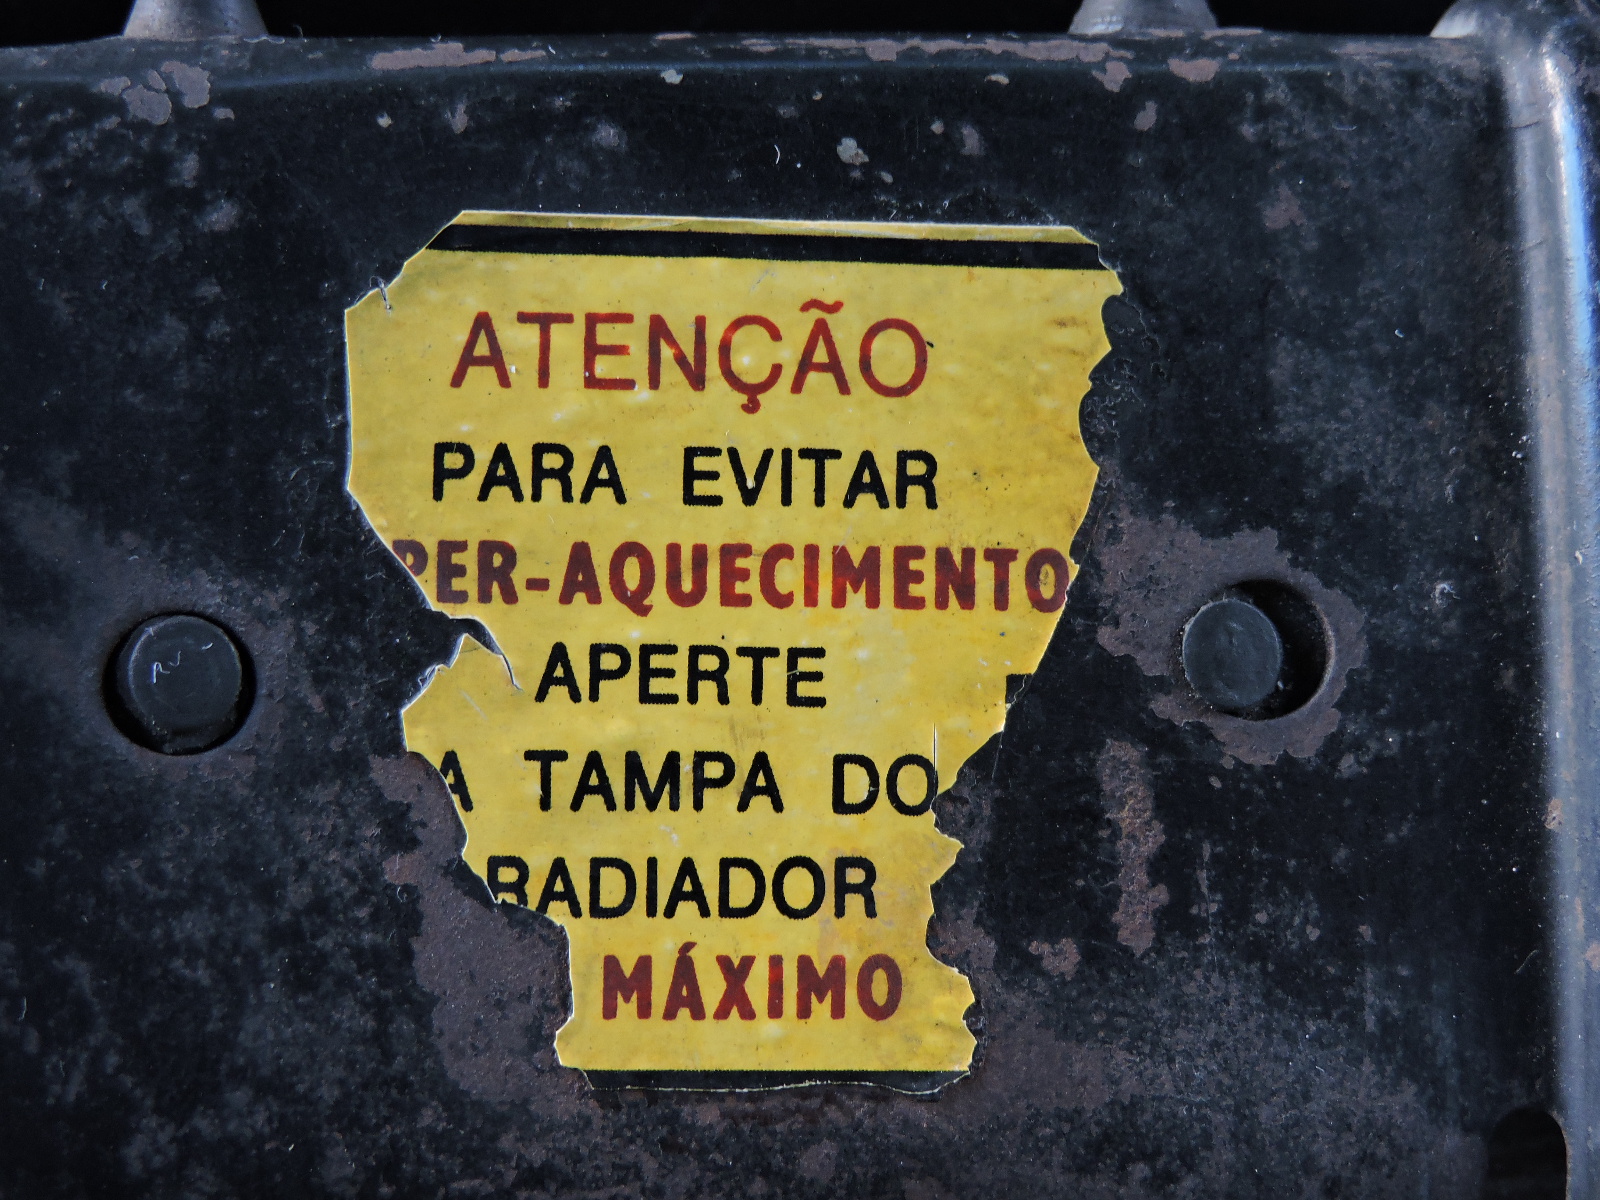 ATENÇÃO
PARA EVITAR
PER-AQUECIMENTO
APERTE
A TAMPA DO
RADIADOR
MÁXIMO